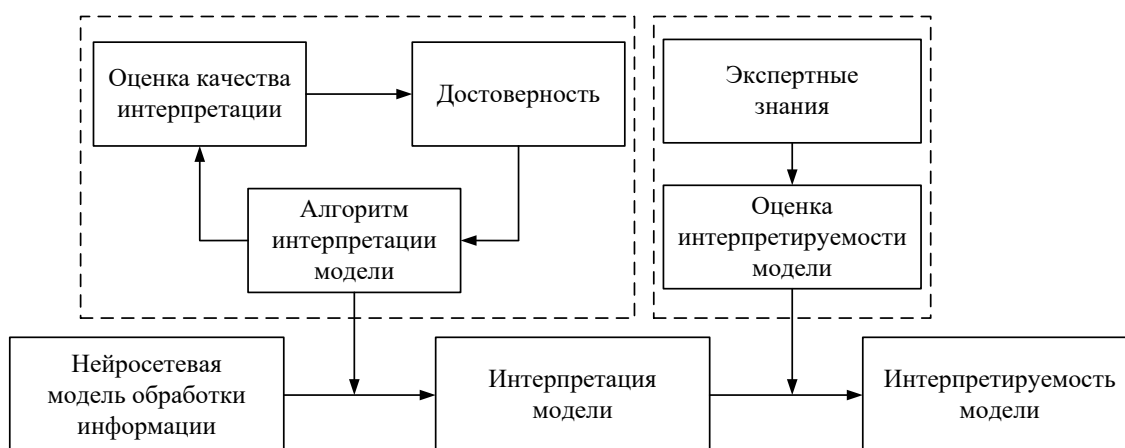 Оценка качества
интерпретации
Достоверность
Экспертные
знания
Алгоритм
интерпретации
модели
Оценка
интерпретируемости
модели
Нейросетевая
модель обработки
информации
Интерпретация
модели
Интерпретируемость
модели